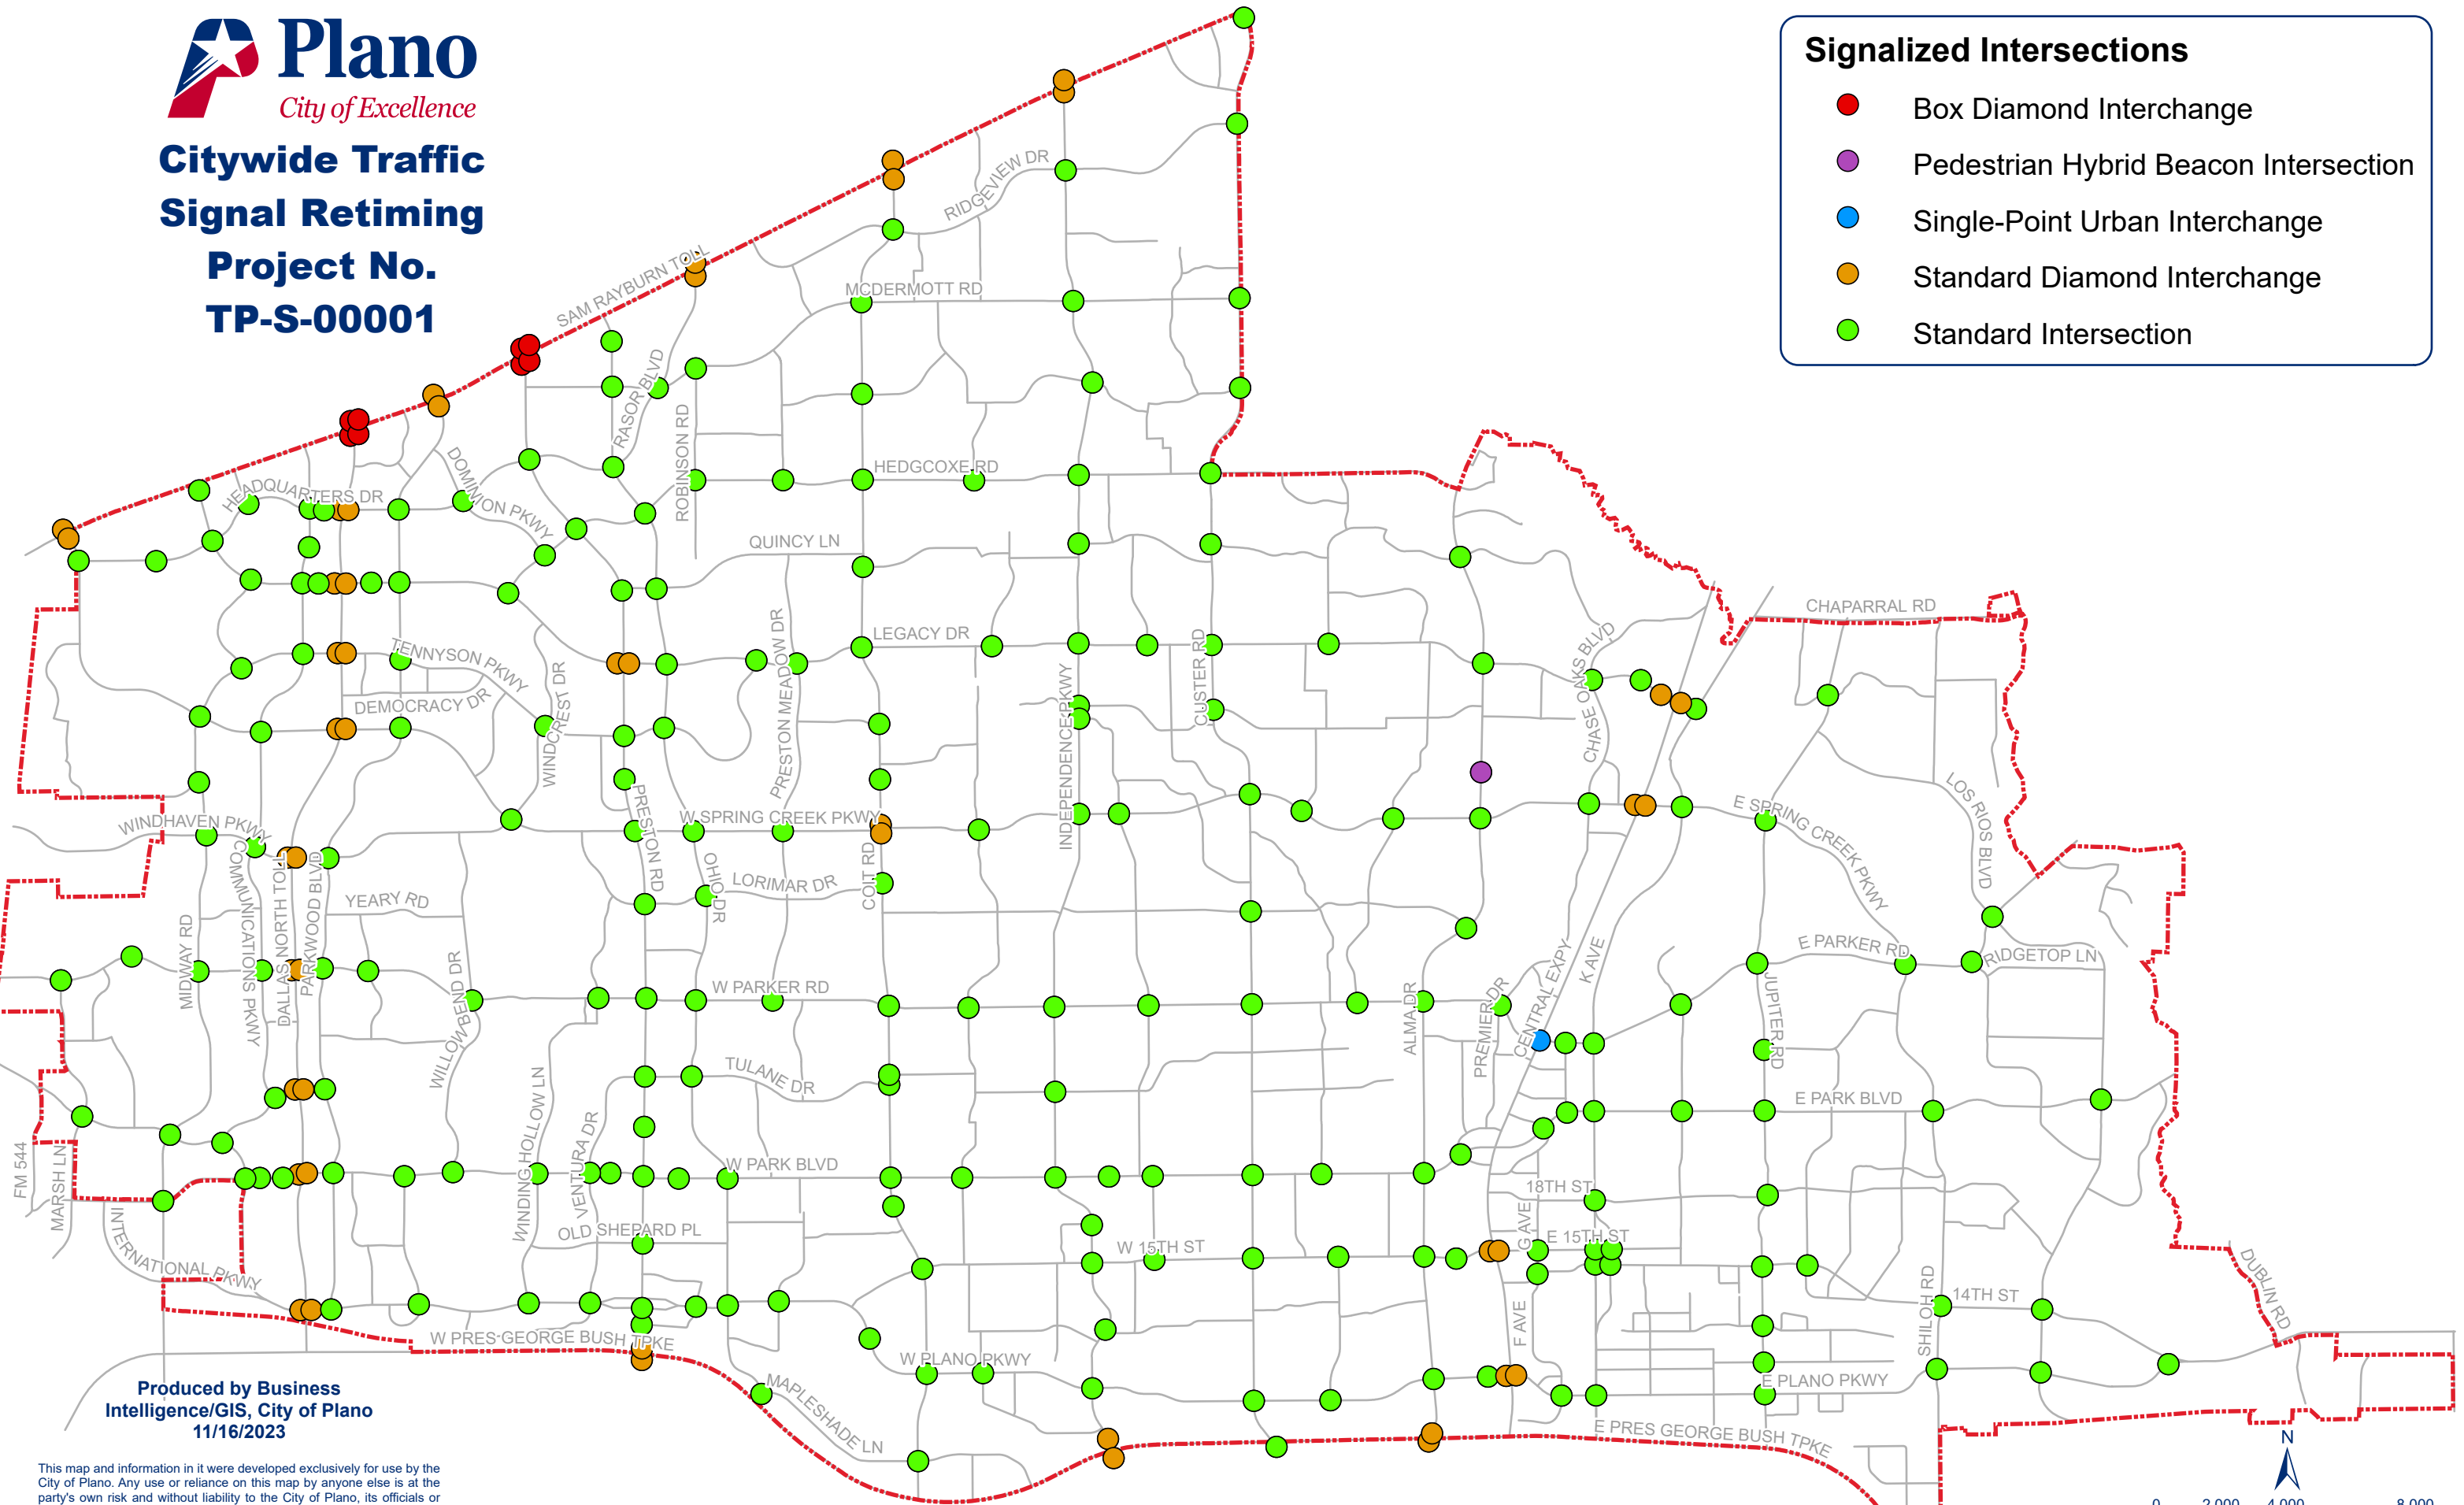 Plano
City of Excellence
Citywide Traffic
Signal Retiming
Project No.
TP-S-00001
Signalized Intersections
Box Diamond Interchange
Pedestrian Hybrid Beacon Intersection
Single-Point Urban Interchange
Standard Diamond Interchange
Standard Intersection
RIDGEVIEW DR
SAM RAYBURN TOLL
MCDERMOTT RD
RASOR BLVD
ROBINSON RD
HEDGCOXE RD
HEADQUARTERS DR
DOMINION PKWY
QUINCY LN
CHAPARRAL RD
LEGACY DR
TENNYSON PKWY
DEMOCRACY DR
WINDCREST DR
PRESTON MEADOW DR
INDEPENDENCE PKWY
CUSTER RD
CHASE OAKS BLVD
WINDHAVEN PKWY
PRESTON RD
W SPRING CREEK PKWY
E SPRING CREEK PKWY
LOS RIOS BLVD
COMMUNICATIONS PKWY
DALLAS NORTH TOLL
PARKWOOD BLVD
YEARY RD
OHIO DR
LORIMAR DR
COIT RD
MIDWAY RD
WILLOW BEND DR
W PARKER RD
ALMA DR
PREMIER DR
CENTRAL EXPY
K AVE
E PARKER RD
RIDGETOP LN
JUPITER RD
TULANE DR
E PARK BLVD
FM 544
MARSH LN
WINDING HOLLOW LN
VENTURA DR
W PARK BLVD
18TH ST
OLD SHEPARD PL
W 15TH ST
G AVE
E 15TH ST
INTERNATIONAL PKWY
SHILOH RD
14TH ST
DUBLIN RD
W PRES GEORGE BUSH TPKE
F AVE
W PLANO PKWY
E PLANO PKWY
MAPLESHADE LN
E PRES GEORGE BUSH TPKE
Produced by Business
Intelligence/GIS, City of Plano
11/16/2023
This map and information in it were developed exclusively for use by the
City of Plano. Any use or reliance on this map by anyone else is at the
party's own risk and without liability to the City of Plano, its officials or
N
0 2,000 4,000 8,000